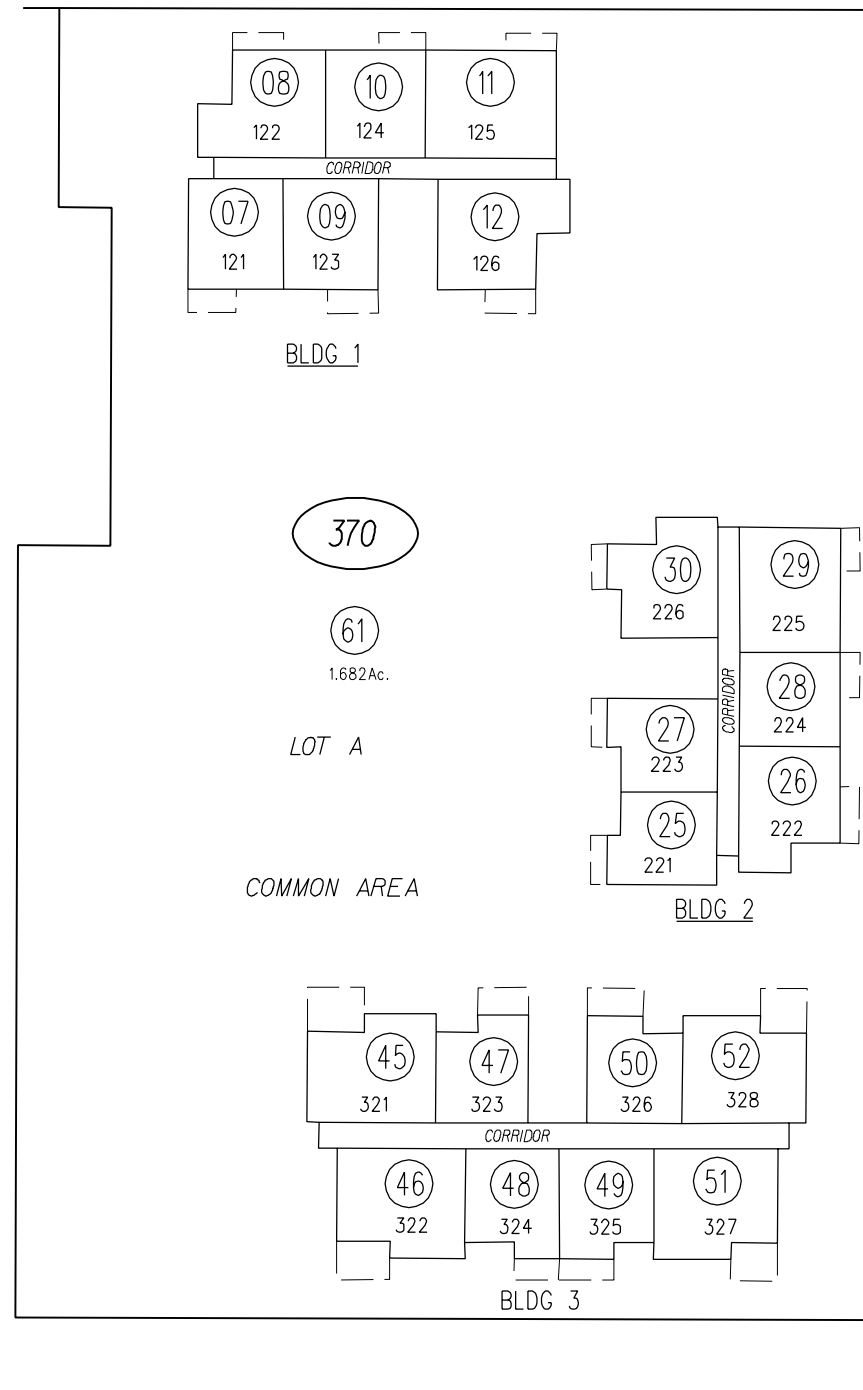 08 10 11
122 124 125
CORRIDOR
07 09 12
121 123 126
BLDG 1
370
61
1.682Ac.
LOT A
COMMON AREA
30 29
226 225
28
224
CORRIDOR
27
223
26
222
25
221
BLDG 2
45 47 50 52
321 323 326 328
CORRIDOR
46 48 49 51
322 324 325 327
BLDG 3